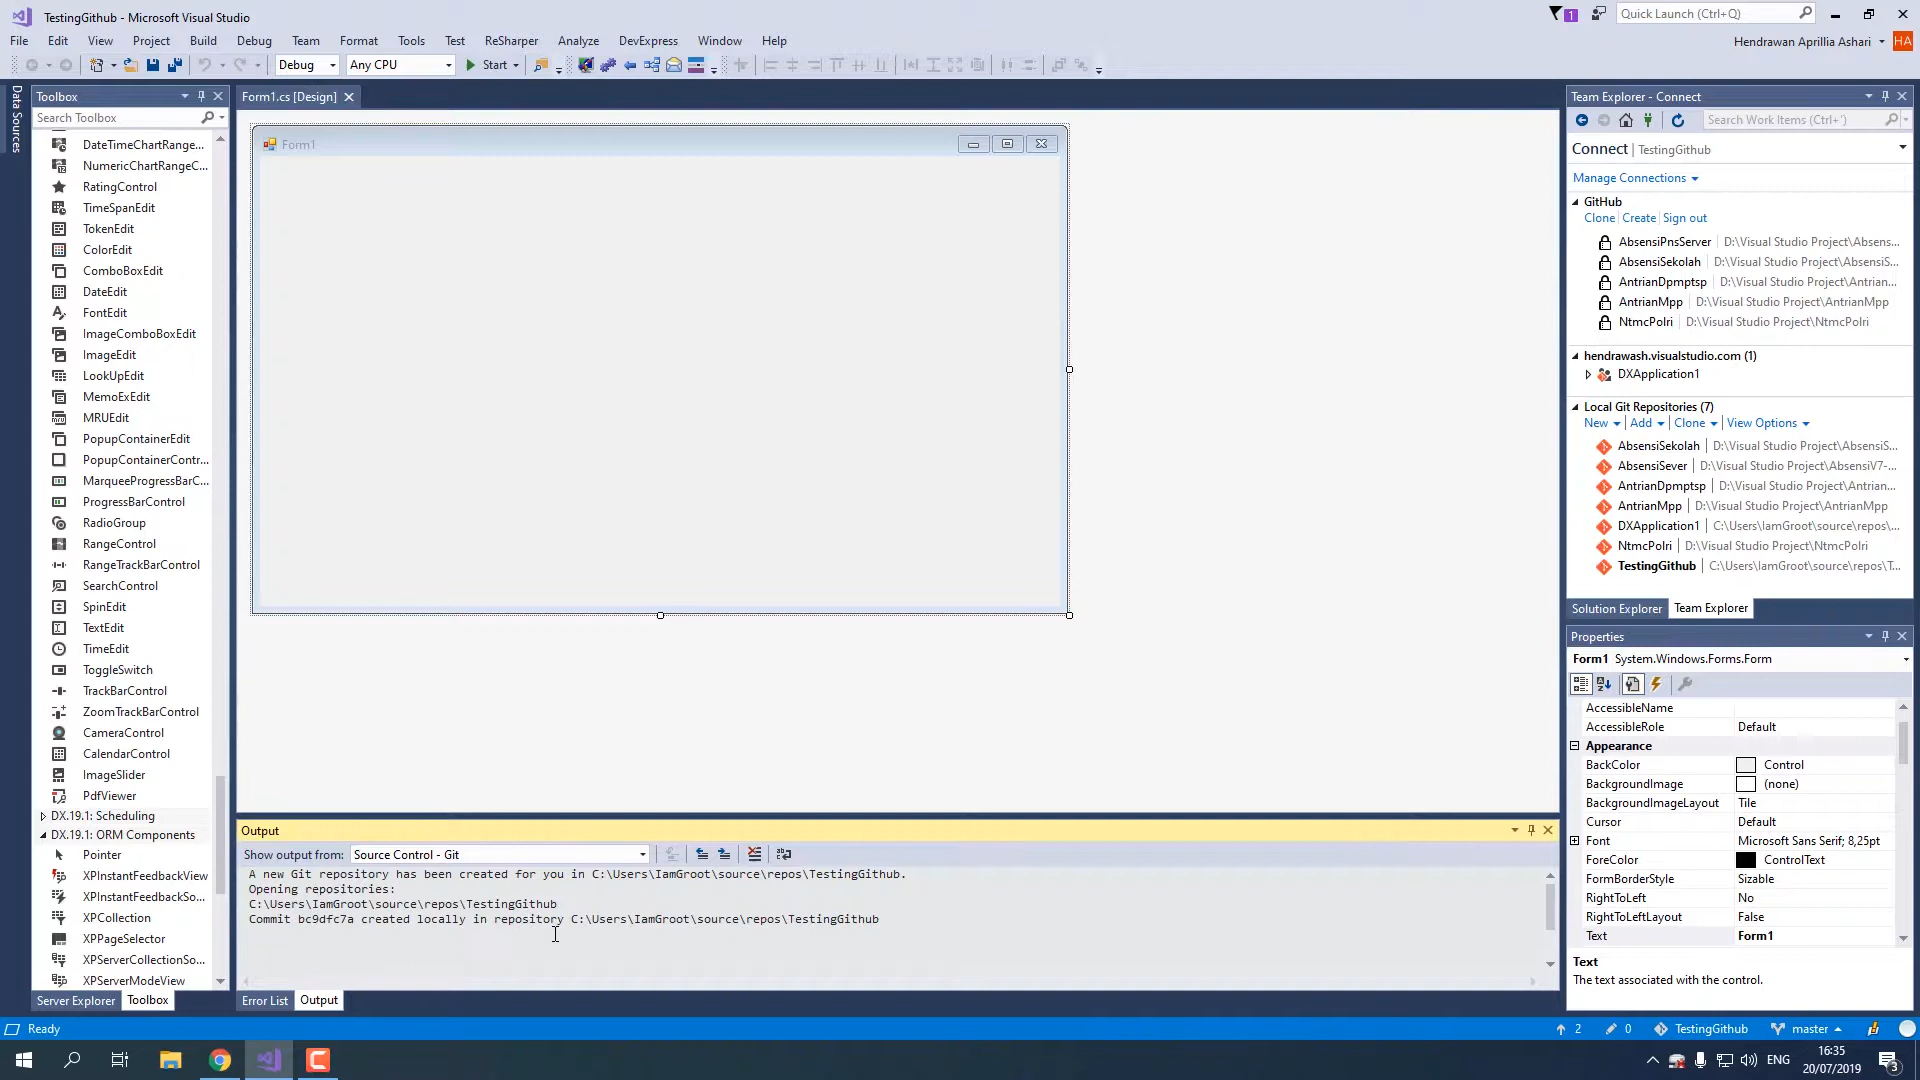 TestingGithub - Microsoft Visual Studio
1
Quick Launch (Ctrl+Q)
File Edit View Project Build Debug Team Format Tools Test ReSharper Analyze DevExpress Window Help
Hendrawan Aprillia Ashari HA
Debug Any CPU Start
Data Sources
Toolbox
Search Toolbox
DateTimeChartRange...
NumericChartRangeC...
RatingControl
TimeSpanEdit
TokenEdit
ColorEdit
ComboBoxEdit
DateEdit
FontEdit
ImageComboBoxEdit
ImageEdit
LookUpEdit
MemoExEdit
MRUEdit
PopupContainerEdit
PopupContainerContr...
MarqueeProgressBarC...
ProgressBarControl
RadioGroup
RangeControl
RangeTrackBarControl
SearchControl
SpinEdit
TextEdit
TimeEdit
ToggleSwitch
TrackBarControl
ZoomTrackBarControl
CameraControl
CalendarControl
ImageSlider
PdfViewer
DX.19.1: Scheduling
DX.19.1: ORM Components
Pointer
XPInstantFeedbackView
XPInstantFeedbackSo...
XPCollection
XPPageSelector
XPServerCollectionSo...
XPServerModeView
Server Explorer Toolbox
Form1.cs [Design]
Form1
Output
Show output from: Source Control - Git
A new Git repository has been created for you in C:\Users\IamGroot\source\repos\TestingGithub.
Opening repositories:
C:\Users\IamGroot\source\repos\TestingGithub
Commit bc9dfc7a created locally in repository C:\Users\IamGroot\source\repos\TestingGithub
Error List Output
Team Explorer - Connect
Search Work Items (Ctrl+')
Connect | TestingGithub
Manage Connections
GitHub
Clone Create Sign out
AbsensiPnsServer D:\Visual Studio Project\Absens...
AbsensiSekolah D:\Visual Studio Project\AbsensiS...
AntrianDpmptsp D:\Visual Studio Project\Antrian...
AntrianMpp D:\Visual Studio Project\AntrianMpp
NtmcPolri D:\Visual Studio Project\NtmcPolri
hendrawash.visualstudio.com (1)
DXApplication1
Local Git Repositories (7)
New Add Clone View Options
AbsensiSekolah D:\Visual Studio Project\AbsensiS...
AbsensiSever D:\Visual Studio Project\AbsensiV7-...
AntrianDpmptsp D:\Visual Studio Project\Antrian...
AntrianMpp D:\Visual Studio Project\AntrianMpp
DXApplication1 C:\Users\IamGroot\source\repos\...
NtmcPolri D:\Visual Studio Project\NtmcPolri
TestingGithub C:\Users\IamGroot\source\repos\T...
Solution Explorer Team Explorer
Properties
Form1 System.Windows.Forms.Form
AccessibleName
AccessibleRole Default
Appearance
BackColor Control
BackgroundImage (none)
BackgroundImageLayout Tile
Cursor Default
Font Microsoft Sans Serif; 8,25pt
ForeColor ControlText
FormBorderStyle Sizable
RightToLeft No
RightToLeftLayout False
Text Form1
Text
The text associated with the control.
Ready 2 0 TestingGithub master
ENG 16:35
20/07/2019 3